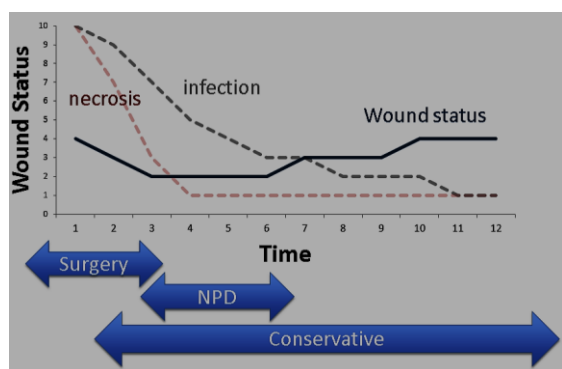 10
9
8
7
6
5
4
3
2
1
0
Wound Status
necrosis
infection
Wound status
1 2 3 4 5 6 7 8 9 10 11 12
Time
Surgery
NPD
Conservative